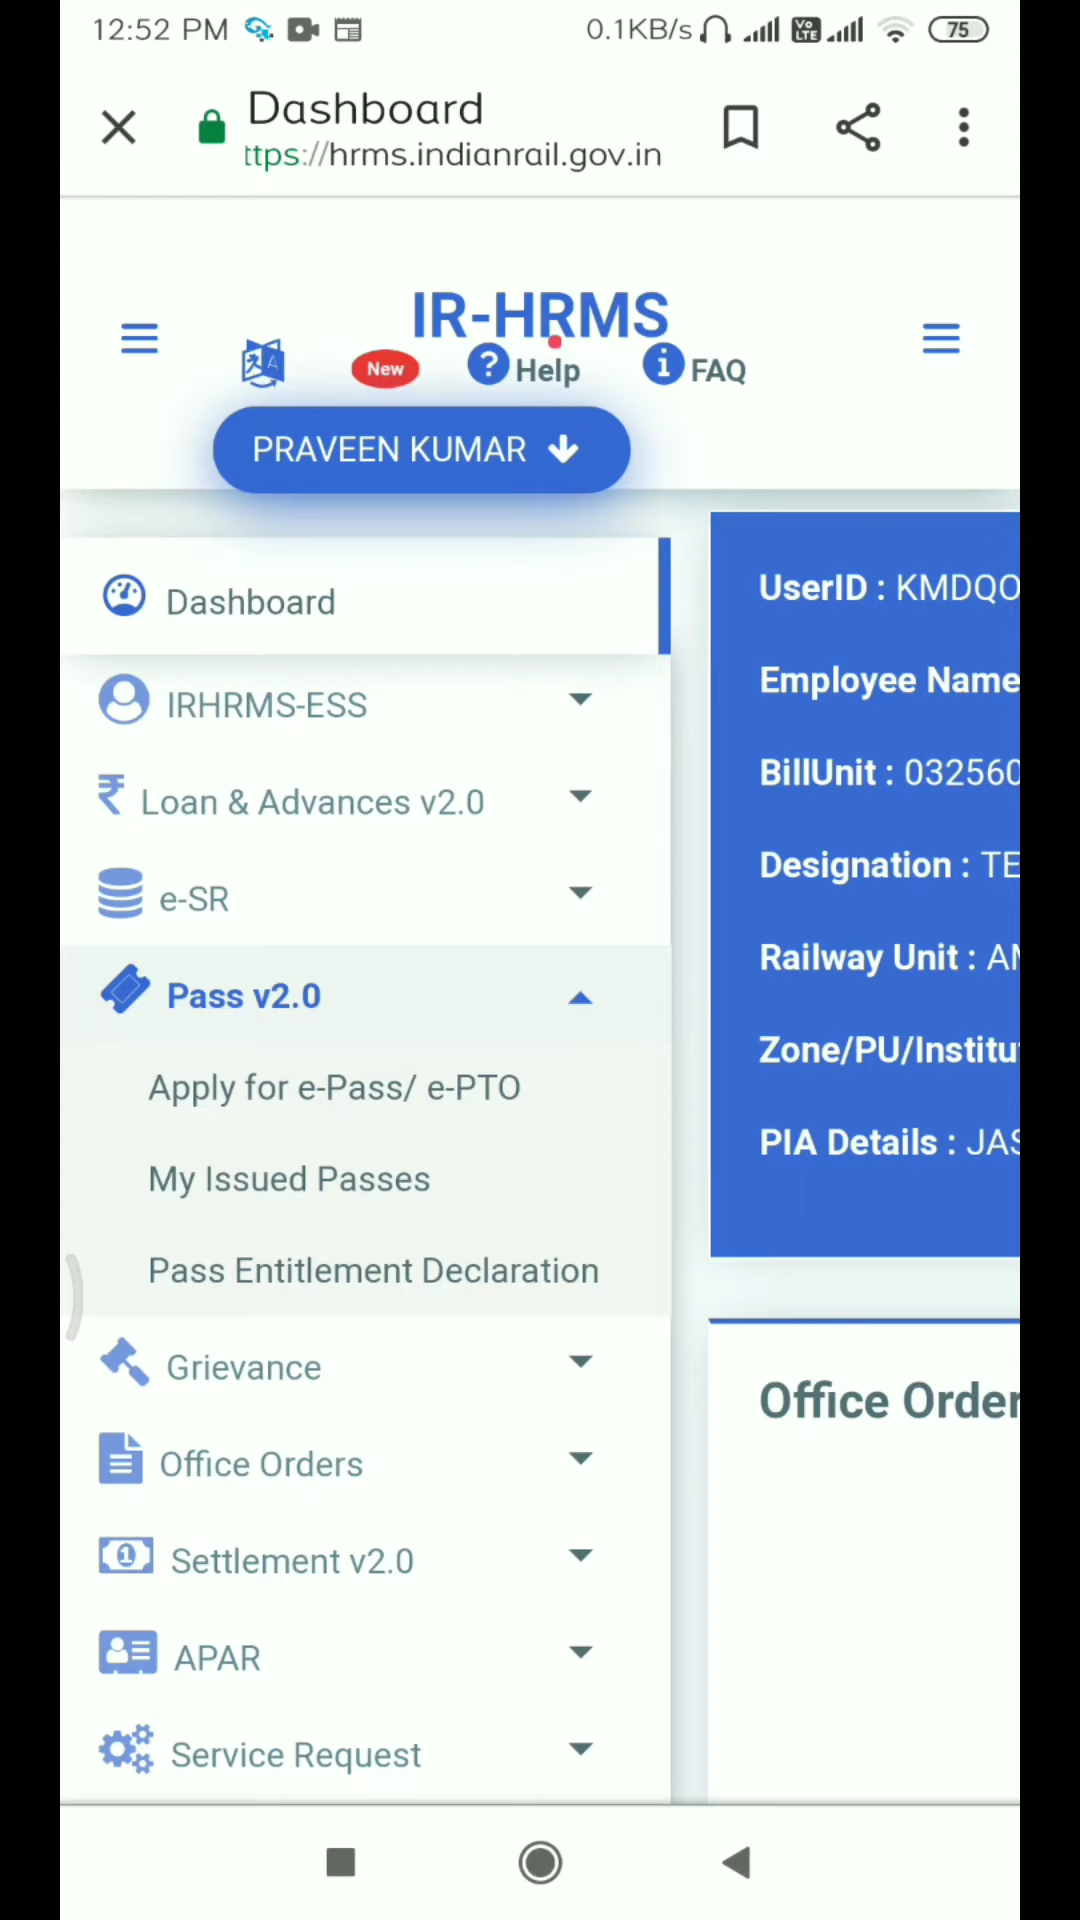 12:52 PM
0.1KB/s
Vo LTE
75
Dashboard
ttps://hrms.indianrail.gov.in
IR-HRMS
New
Help
FAQ
PRAVEEN KUMAR
Dashboard
IRHRMS-ESS
Loan & Advances v2.0
e-SR
Pass v2.0
Apply for e-Pass/ e-PTO
My Issued Passes
Pass Entitlement Declaration
Grievance
Office Orders
Settlement v2.0
APAR
Service Request
UserID : KMDQO
Employee Name
BillUnit : 032560
Designation : TE
Railway Unit :
Zone/PU/Institu
PIA Details : JAS
Office Order